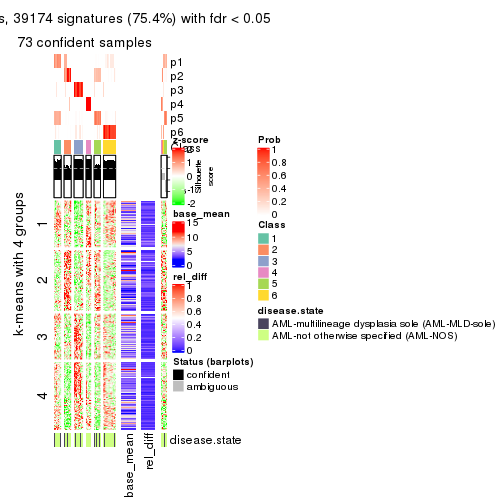 s, 39174 signatures (75.4%) with fdr < 0.05
73 confident samples
p1
p2
p3
p4
p5
p6
Class
Silhouette
score
k-means with 4 groups
1
2
3
4
base_mean
rel_diff
disease.state
z-score
2
1
0
-1
-2
base_mean
15
10
5
0
rel_diff
1
0.8
0.6
0.4
0.2
0
Status (barplots)
confident
ambiguous
Prob
1
0.8
0.6
0.4
0.2
0
Class
1
2
3
4
5
6
disease.state
AML-multilineage dysplasia sole (AML-MLD-sole)
AML-not otherwise specified (AML-NOS)